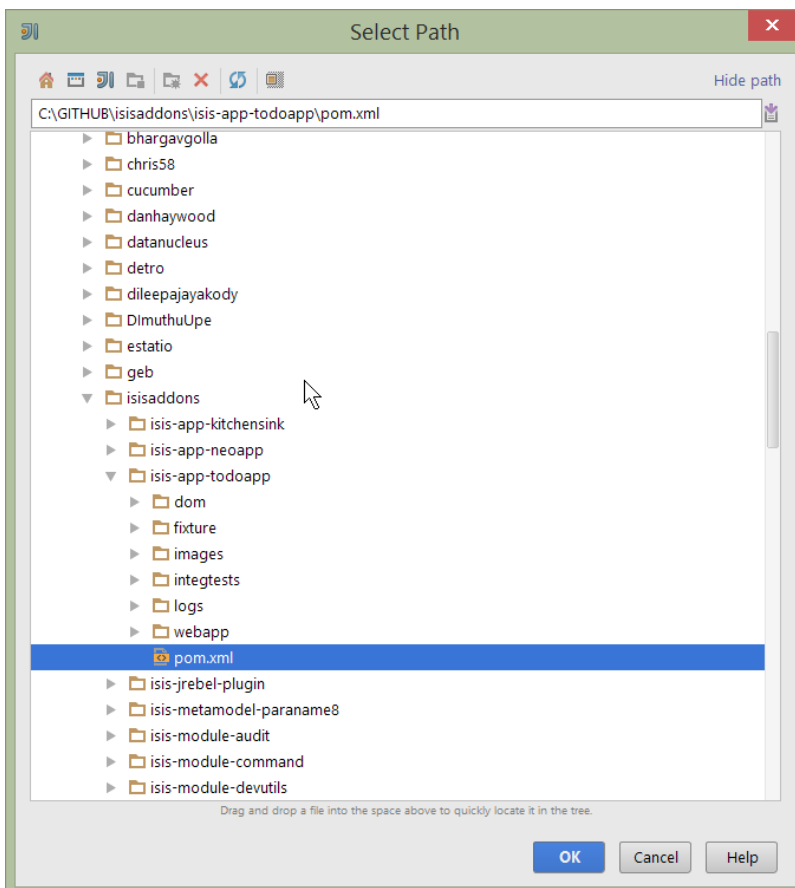 Select Path
Hide path
C:\GITHUB\isisaddons\isis-app-todoapp\pom.xml
bhargavgolla
chris58
cucumber
danhaywood
datanucleus
detro
dileepajayakody
DImuthuUpe
estatio
geb
isisaddons
isis-app-kitchensink
isis-app-neoapp
isis-app-todoapp
dom
fixture
images
integtests
logs
webapp
pom.xml
isis-jrebel-plugin
isis-metamodel-paraname8
isis-module-audit
isis-module-command
isis-module-devutils
Drag and drop a file into the space above to quickly locate it in the tree.
OK Cancel Help